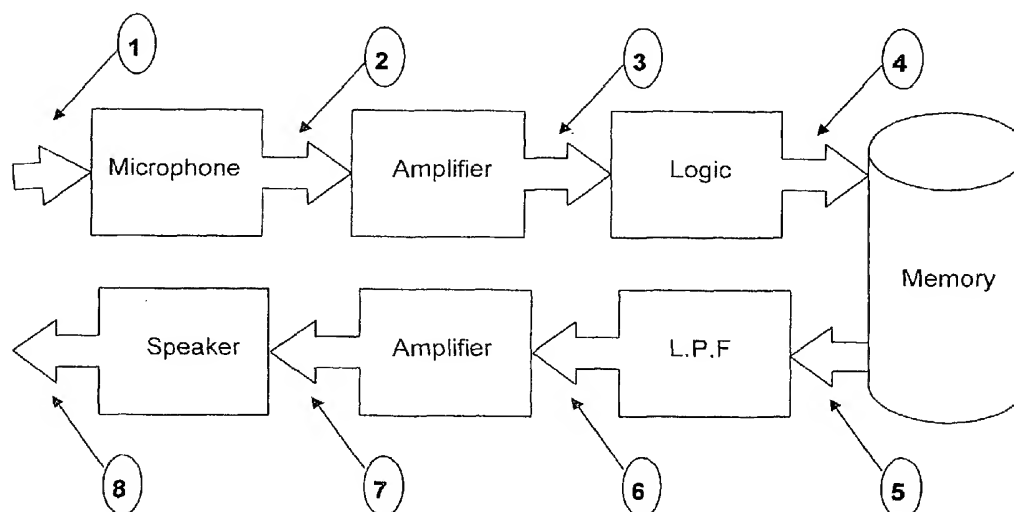 1
2
3
4
Microphone
Amplifier
Logic
Memory
Speaker
Amplifier
L.P.F
8
7
6
5